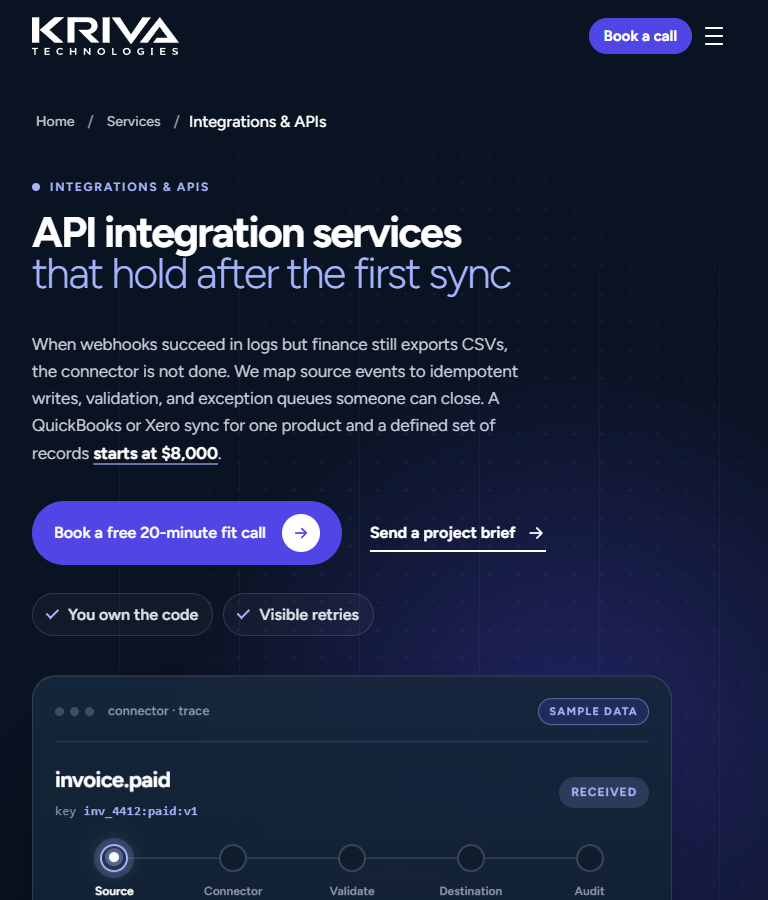 KRIVA
TECHNOLOGIES
Book a call
Home / Services / Integrations & APIs
INTEGRATIONS & APIS
API integration services
that hold after the first sync
When webhooks succeed in logs but finance still exports CSVs,
the connector is not done. We map source events to idempotent
writes, validation, and exception queues someone can close. A
QuickBooks or Xero sync for one product and a defined set of
records starts at $8,000.
Book a free 20-minute fit call
Send a project brief
You own the code
Visible retries
connector · trace
SAMPLE DATA
invoice.paid
RECEIVED
key inv_4412:paid:v1
Source Connector Validate Destination Audit